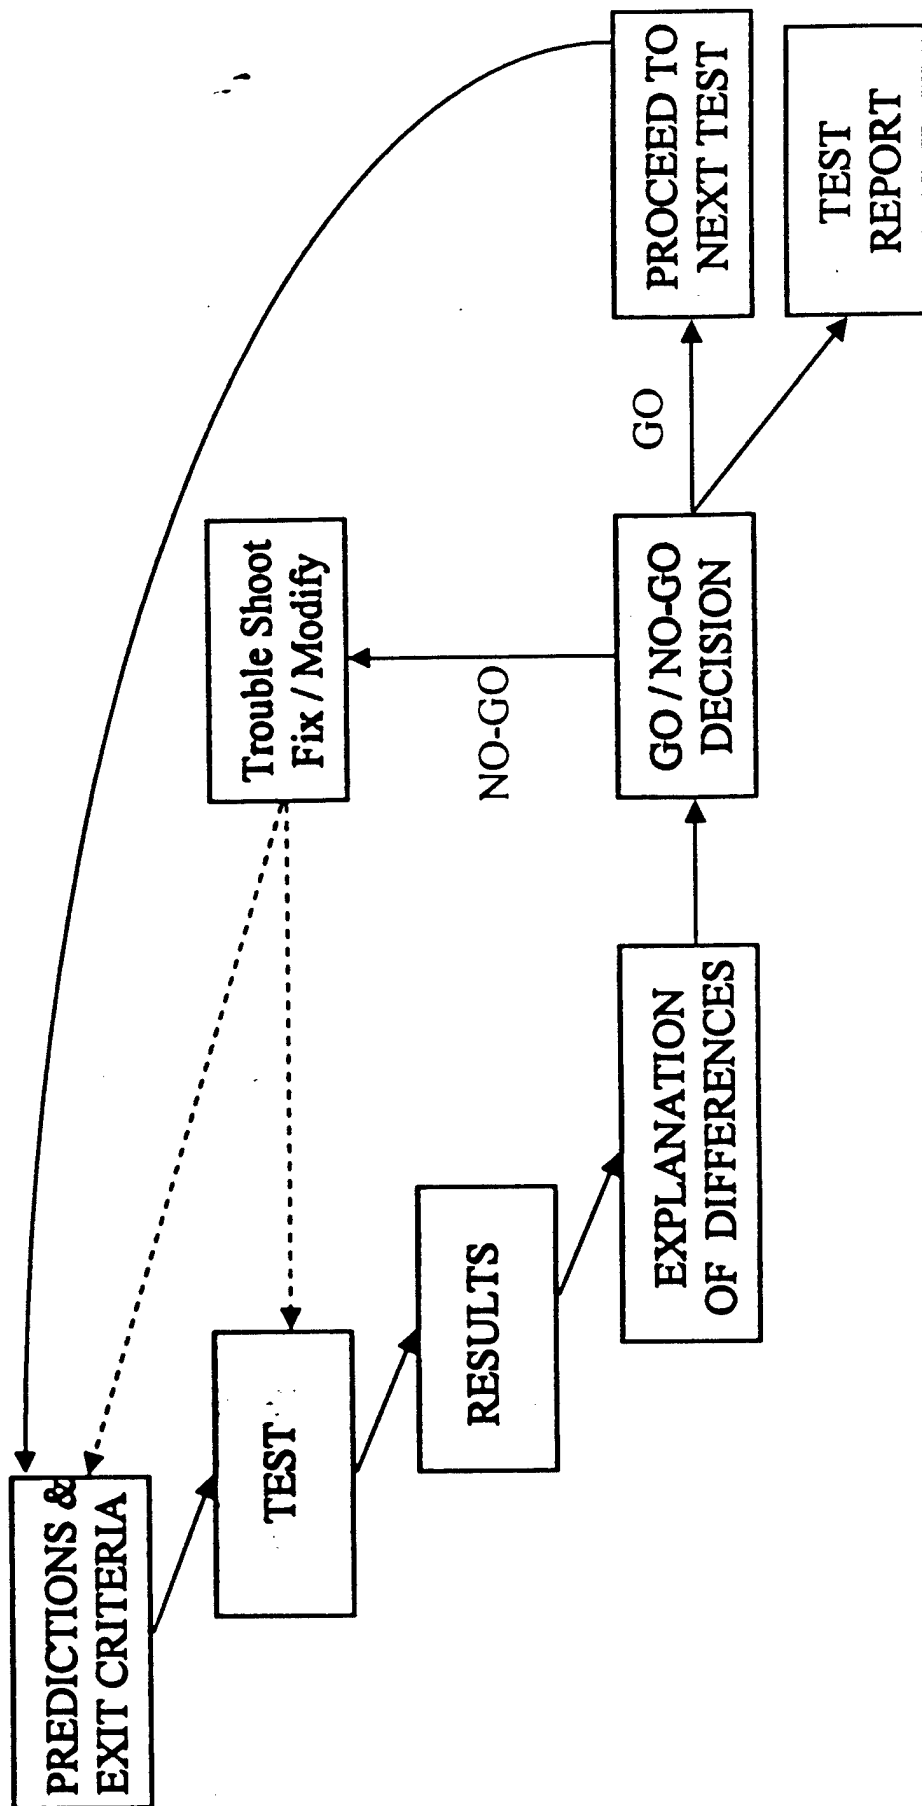 PREDICTIONS &
EXIT CRITERIA
TEST
RESULTS
EXPLANATION
OF DIFFERENCES
GO / NO-GO
DECISION
NO-GO
Trouble Shoot
Fix / Modify
GO
PROCEED TO
NEXT TEST
TEST
REPORT